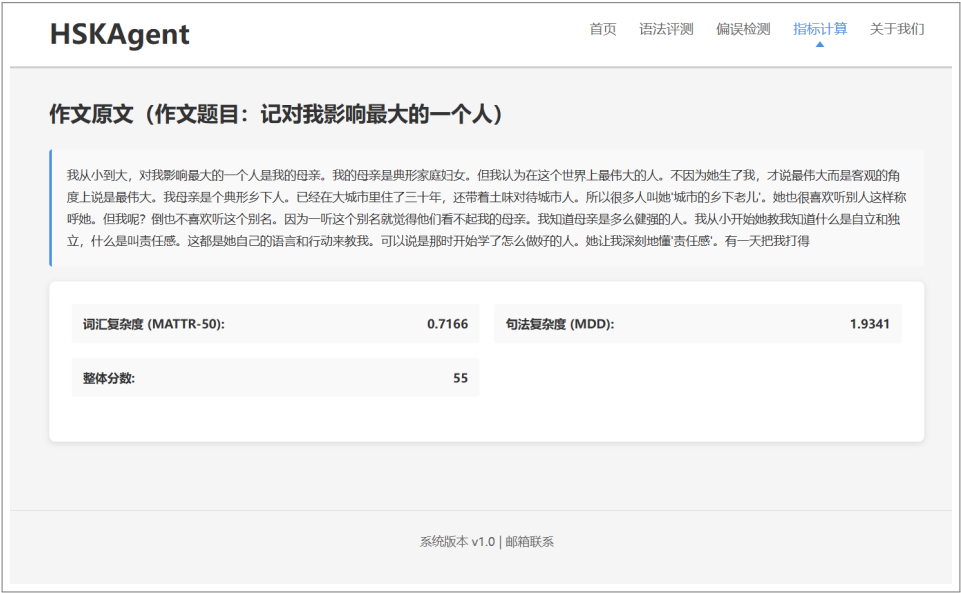 HSKAgent
首页 语法评测 偏误检测 指标计算 关于我们
作文原文（作文题目：记对我影响最大的一个人）
我从小到大，对我影响最大的一个人是我的母亲。我的母亲是典形家庭妇女。但我认为在这个世界上最伟大的人。不因为她生了我，才说最伟大而是客观的角
度上说是最伟大。我母亲是个典形乡下人。已经在大城市里住了三十年，还带着土味对待城市人。所以很多人叫她'城市的乡下老儿'。她也很喜欢听别人这样称
呼她。但我呢？倒也不喜欢听这个别名。因为一听这个别名就觉得他们看不起我的母亲。我知道母亲是多么健强的人。我从小开始她教我知道什么是自立和独
立，什么是叫责任感。这都是她自己的语言和行动来教我。可以说是那时开始学了怎么做好的人。她让我深刻地懂'责任感'。有一天把我打得
词汇复杂度 (MATTR-50): 0.7166 句法复杂度 (MDD): 1.9341
整体分数: 55
系统版本 v1.0 | 邮箱联系